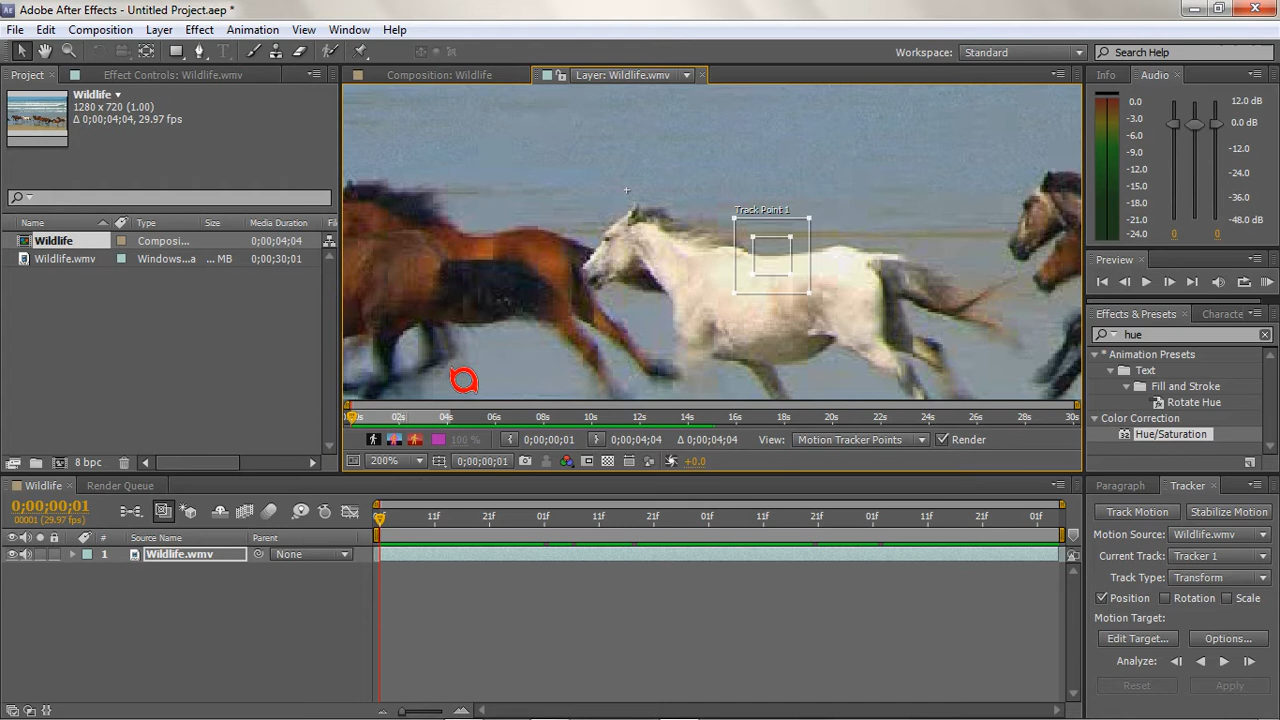 Adobe After Effects - Untitled Project.aep *
File Edit Composition Layer Effect Animation View Window Help
Workspace: Standard Search Help
Project Effect Controls: Wildlife.wmv Composition: Wildlife Layer: Wildlife.wmv Info Audio
Wildlife
1280 x 720 (1.00)
Δ 0;00;04;04, 29.97 fps
0.0 12.0 dB
-3.0 0.0 dB
-6.0
-9.0 -12.0
-12.0
-15.0 -24.0
-18.0 -36.0
-21.0 -48.0 dB
-24.0 0 0
Track Point 1
Name Type Size Media Duration Fil
Wildlife Composi... 0;00;04;04
Wildlife.wmv Windows...a ... MB 0;00;30;01
Preview
Effects & Presets Characte
hue
* Animation Presets
Text
Fill and Stroke
Rotate Hue
Color Correction
Hue/Saturation
02s 04s 06s 08s 10s 12s 14s 16s 18s 20s 22s 24s 26s 28s 30s
100 % 0;00;00;01 0;00;04;04 Δ 0;00;04;04 View: Motion Tracker Points Render
8 bpc 200% 0;00;00;01 +0.0
Wildlife Render Queue Paragraph Tracker
0;00;00;01
00001 (29.97 fps)
11f 21f 01f 11f 21f 01f 11f 21f 01f 11f 21f 01f
# Source Name Parent
1 Wildlife.wmv None
Track Motion Stabilize Motion
Motion Source: Wildlife.wmv
Current Track: Tracker 1
Track Type: Transform
Position Rotation Scale
Motion Target:
Edit Target... Options...
Analyze:
Reset Apply